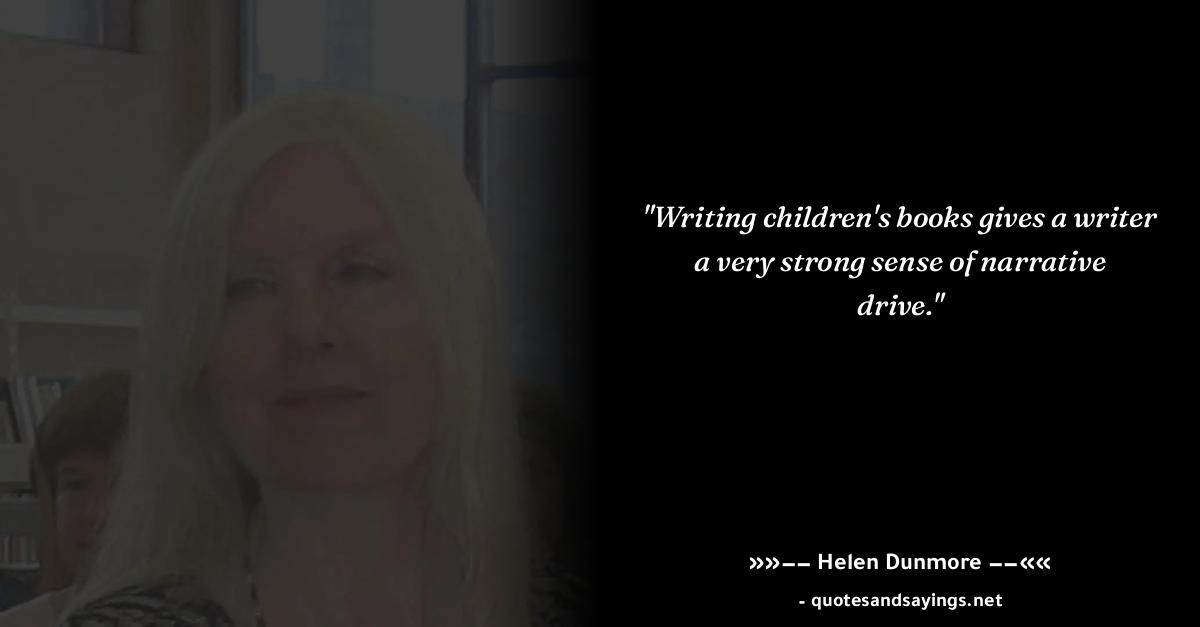 "Writing children's books gives a writer
a very strong sense of narrative
drive."
»»−− Helen Dunmore −−««
- quotesandsayings.net